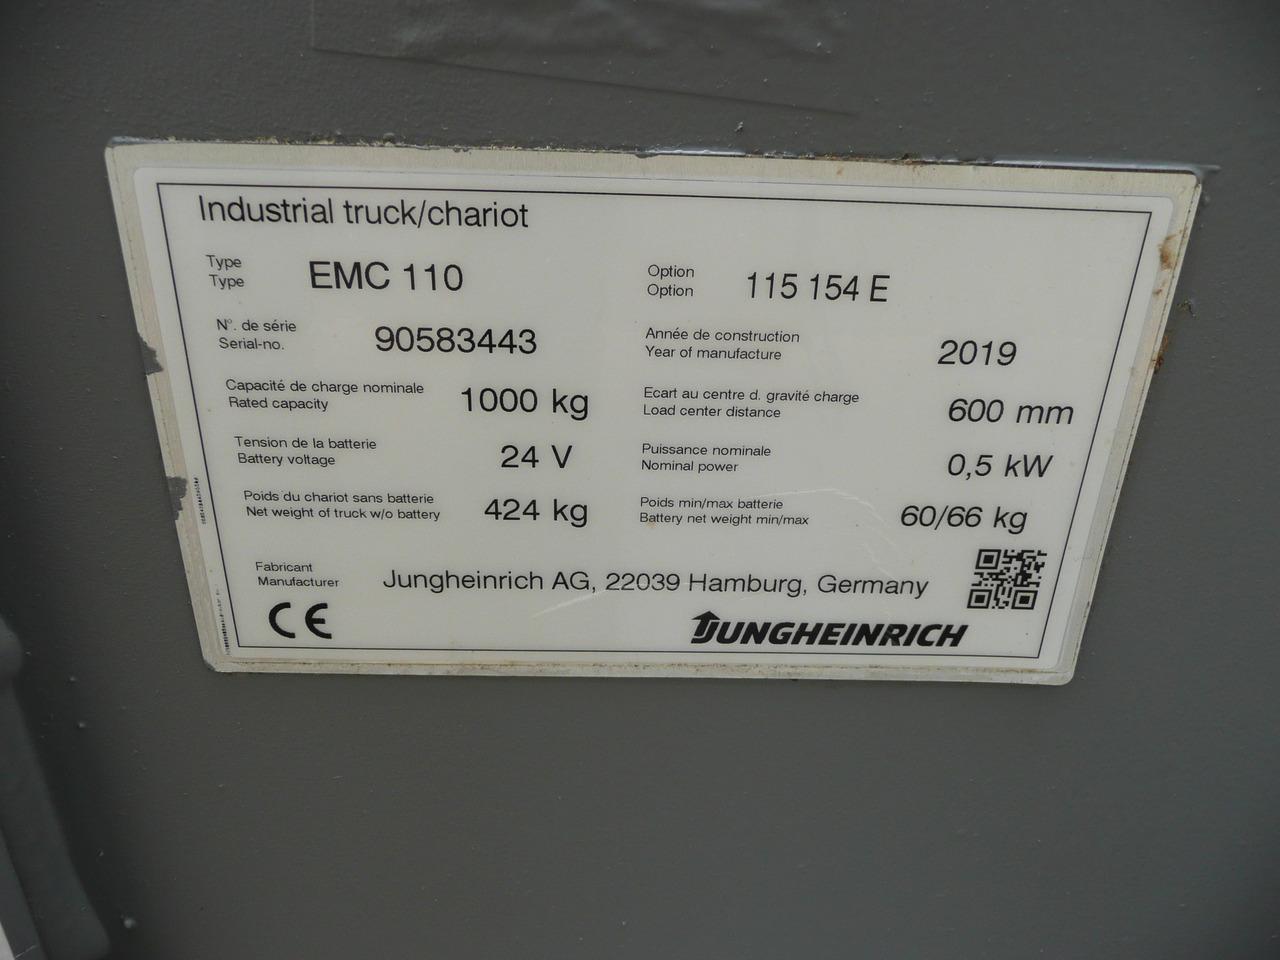 Industrial truck/chariot
Type
Type
EMC 110
Option
Option
115 154 E
N°. de série
Serial-no.
90583443
Année de construction
Year of manufacture
2019
Capacité de charge nominale
Rated capacity
1000 kg
Ecart au centre d. gravité charge
Load center distance
600 mm
Tension de la batterie
Battery voltage
24 V
Puissance nominale
Nominal power
0,5 kW
Poids du chariot sans batterie
Net weight of truck w/o battery
424 kg
Poids min/max batterie
Battery net weight min/max
60/66 kg
Fabricant
Manufacturer
Jungheinrich AG, 22039 Hamburg, Germany
CE
JUNGHEINRICH